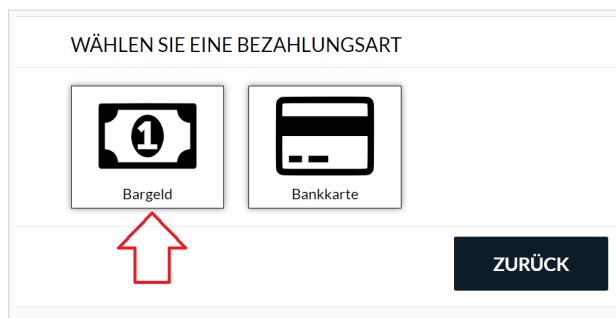 WÄHLEN SIE EINE BEZAHLUNGSART
1
Bargeld
Bankkarte
ZURÜCK